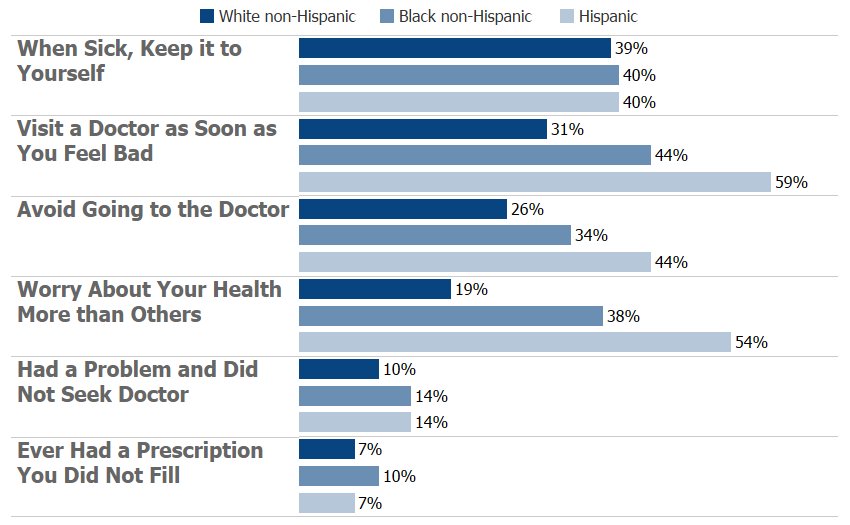 White non-Hispanic Black non-Hispanic Hispanic
When Sick, Keep it to
Yourself
39%
40%
40%
Visit a Doctor as Soon as
You Feel Bad
31%
44%
59%
Avoid Going to the Doctor
26%
34%
44%
Worry About Your Health
More than Others
19%
38%
54%
Had a Problem and Did
Not Seek Doctor
10%
14%
14%
Ever Had a Prescription
You Did Not Fill
7%
10%
7%